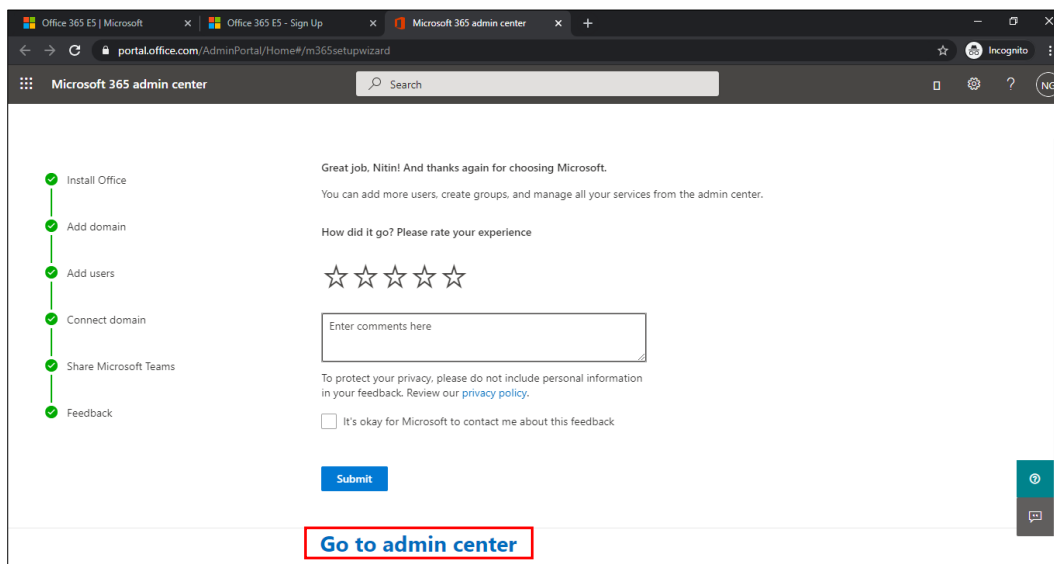 Office 365 E5 | Microsoft
Office 365 E5 - Sign Up
Microsoft 365 admin center
portal.office.com/AdminPortal/Home#/m365setupwizard
Incognito
Microsoft 365 admin center
Search
NG
Install Office
Add domain
Add users
Connect domain
Share Microsoft Teams
Feedback
Great job, Nitin! And thanks again for choosing Microsoft.
You can add more users, create groups, and manage all your services from the admin center.
How did it go? Please rate your experience
Enter comments here
To protect your privacy, please do not include personal information
in your feedback. Review our privacy policy.
It's okay for Microsoft to contact me about this feedback
Submit
Go to admin center